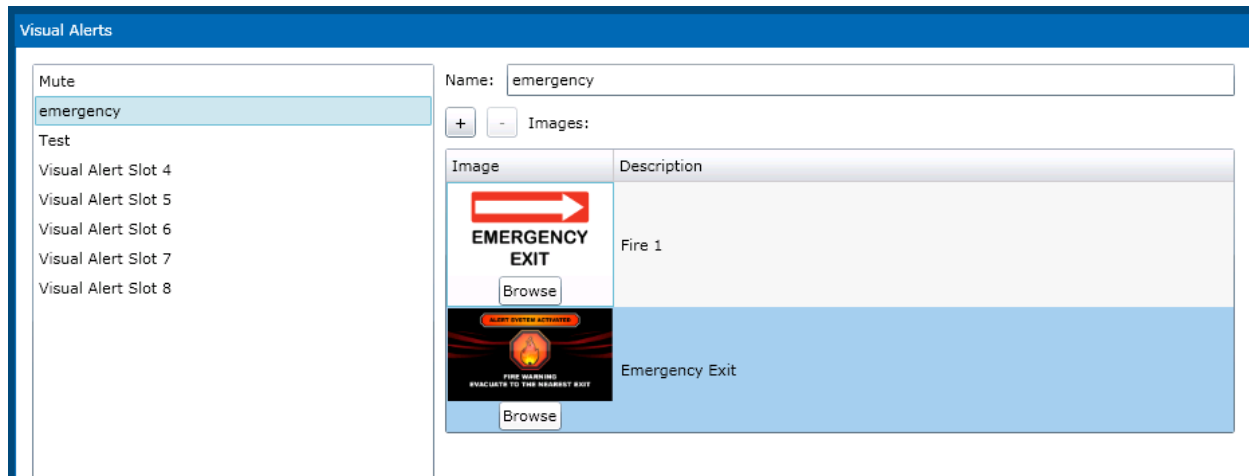 Visual Alerts
Mute
emergency
Test
Visual Alert Slot 4
Visual Alert Slot 5
Visual Alert Slot 6
Visual Alert Slot 7
Visual Alert Slot 8
Name: emergency
+ - Images:
Image Description
EMERGENCY
EXIT
Browse
Fire 1
ALERT SYSTEM ACTIVATED
FIRE WARNING
EVACUATE TO THE NEAREST EXIT
Browse
Emergency Exit